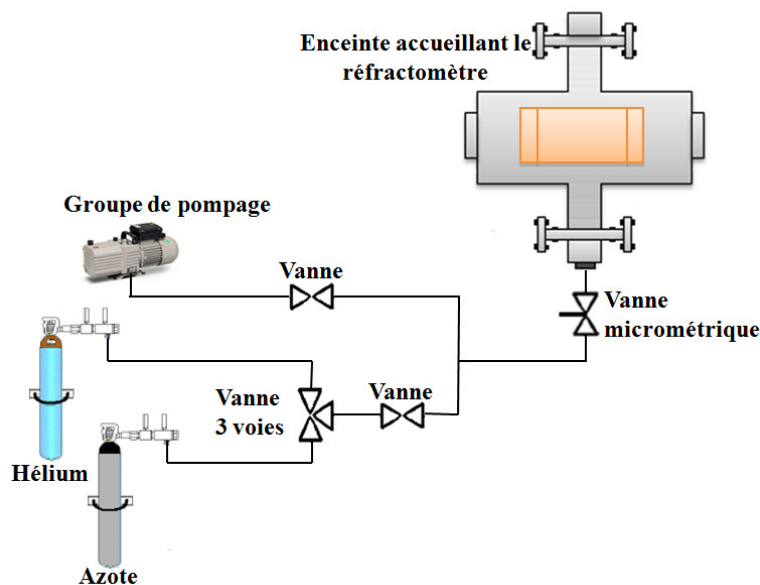 Enceinte accueillant le
réfractomètre
Groupe de pompage
Vanne
Vanne
micrométrique
Vanne
3 voies
Vanne
Hélium
Azote